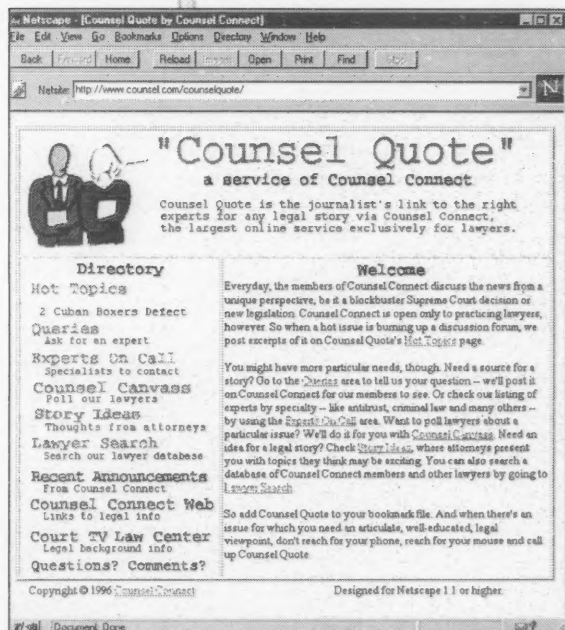 Netscape - [Counsel Quote by Counsel Connect]
File Edit View Go Bookmarks Options Directory Window Help
Back Forward Home Reload Images Open Print Find Stop
Netsite: http://www.counsel.com/counselquote/
N
"Counsel Quote"
a service of Counsel Connect
Counsel Quote is the journalist's link to the right
experts for any legal story via Counsel Connect,
the largest online service exclusively for lawyers.
Directory
Hot Topics
2 Cuban Boxers Defect
Queries
Ask for an expert
Experts On Call
Specialists to contact
Counsel Canvass
Poll our lawyers
Story Ideas
Thoughts from attorneys
Lawyer Search
Search our lawyer database
Recent Announcements
From Counsel Connect
Counsel Connect Web
Links to legal info
Court TV Law Center
Legal background info
Questions? Comments?
Welcome
Everyday, the members of Counsel Connect discuss the news from a
unique perspective, be it a blockbuster Supreme Court decision or
new legislation. Counsel Connect is open only to practicing lawyers,
however. So when a hot issue is burning up a discussion forum, we
post excerpts of it on Counsel Quote's Hot Topics page.
You might have more particular needs, though. Need a source for a
story? Go to the Queries area to tell us your question -- we'll post it
on Counsel Connect for our members to see. Or check our listing of
experts by specialty -- like antitrust, criminal law and many others --
by using the Experts On Call area. Want to poll lawyers about a
particular issue? We'll do it for you with Counsel Canvass. Need an
idea for a legal story? Check Story Ideas, where attorneys present
you with topics they think may be exciting. You can also search a
database of Counsel Connect members and other lawyers by going to
Lawyer Search.
So add Counsel Quote to your bookmark file. And when there's an
issue for which you need an articulate, well-educated, legal
viewpoint, don't reach for your phone, reach for your mouse and call
up Counsel Quote.
Copyright © 1996 Counsel Connect
Designed for Netscape 1.1 or higher.
Document: Done